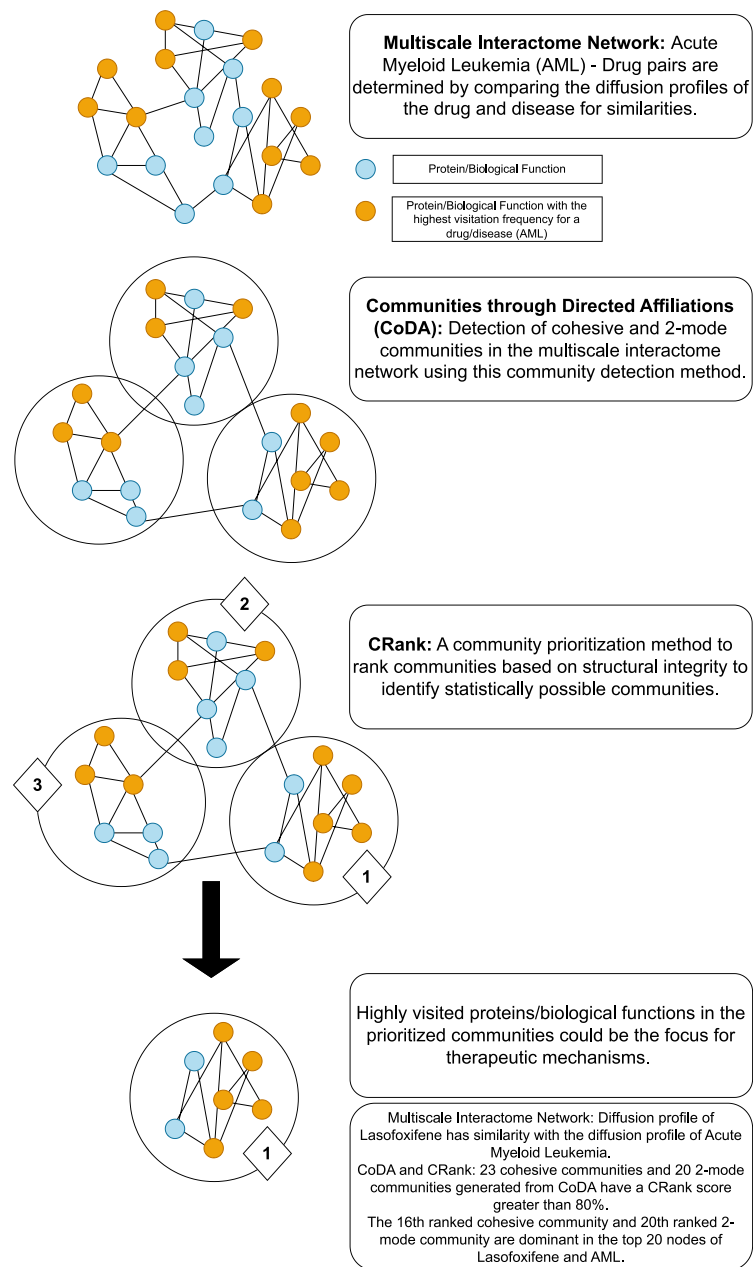 Multiscale Interactome Network: Acute
Myeloid Leukemia (AML) - Drug pairs are
determined by comparing the diffusion profiles of
the drug and disease for similarities.
Protein/Biological Function
Protein/Biological Function with the
highest visitation frequency for a
drug/disease (AML)
Communities through Directed Affiliations
(CoDA): Detection of cohesive and 2-mode
communities in the multiscale interactome
network using this community detection method.
2
CRank: A community prioritization method to
rank communities based on structural integrity to
identify statistically possible communities.
3
1
Highly visited proteins/biological functions in the
prioritized communities could be the focus for
therapeutic mechanisms.
1
Multiscale Interactome Network: Diffusion profile of
Lasofoxifene has similarity with the diffusion profile of Acute
Myeloid Leukemia.
CoDA and CRank: 23 cohesive communities and 20 2-mode
communities generated from CoDA have a CRank score
greater than 80%.
The 16th ranked cohesive community and 20th ranked 2-
mode community are dominant in the top 20 nodes of
Lasofoxifene and AML.